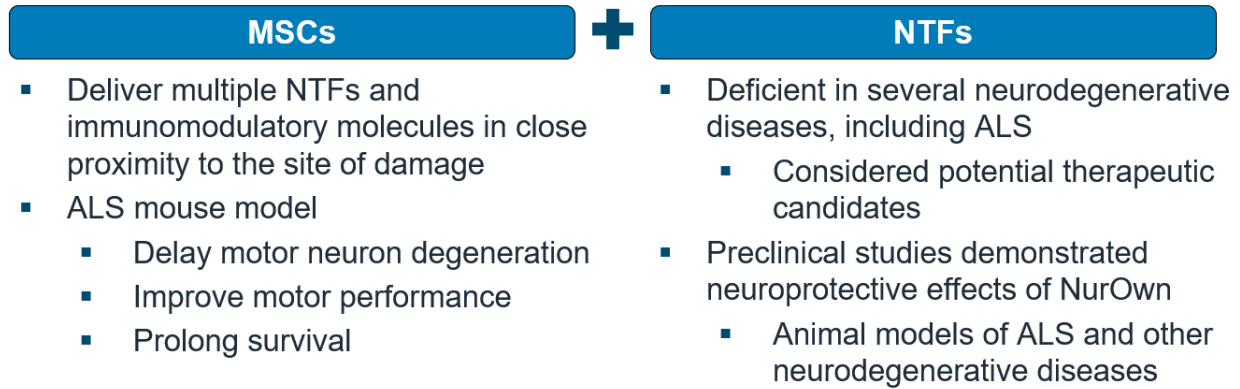 MSCs
▪ Deliver multiple NTFs and
immunomodulatory molecules in close
proximity to the site of damage
▪ ALS mouse model
▪ Delay motor neuron degeneration
▪ Improve motor performance
▪ Prolong survival
+
NTFs
▪ Deficient in several neurodegenerative
diseases, including ALS
▪ Considered potential therapeutic
candidates
▪ Preclinical studies demonstrated
neuroprotective effects of NurOwn
▪ Animal models of ALS and other
neurodegenerative diseases